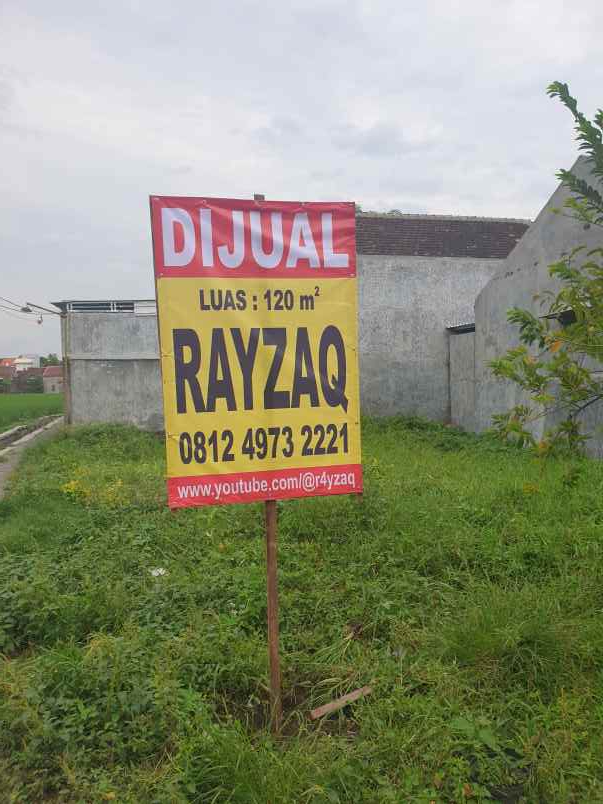 DIJUAL
LUAS : 120 m²
RAYZAQ
0812 4973 2221
www.youtube.com/@r4yzaq